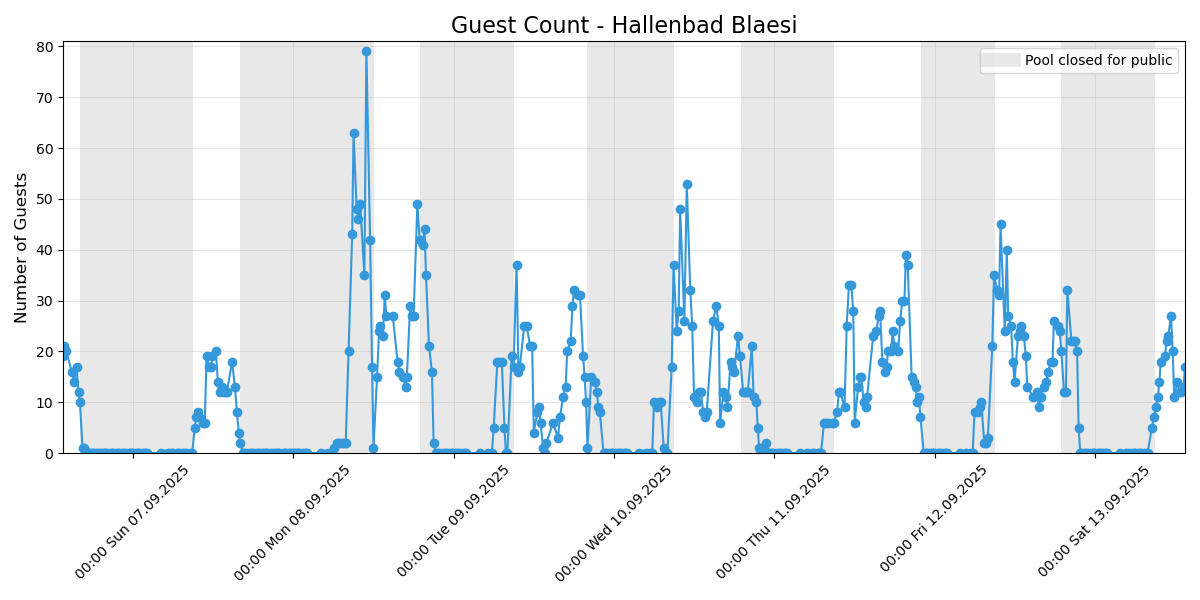 Guest Count - Hallenbad Blaesi
Pool closed for public
Number of Guests
80
70
60
50
40
30
20
10
0
00:00 Sun 07.09.2025
00:00 Mon 08.09.2025
00:00 Tue 09.09.2025
00:00 Wed 10.09.2025
00:00 Thu 11.09.2025
00:00 Fri 12.09.2025
00:00 Sat 13.09.2025